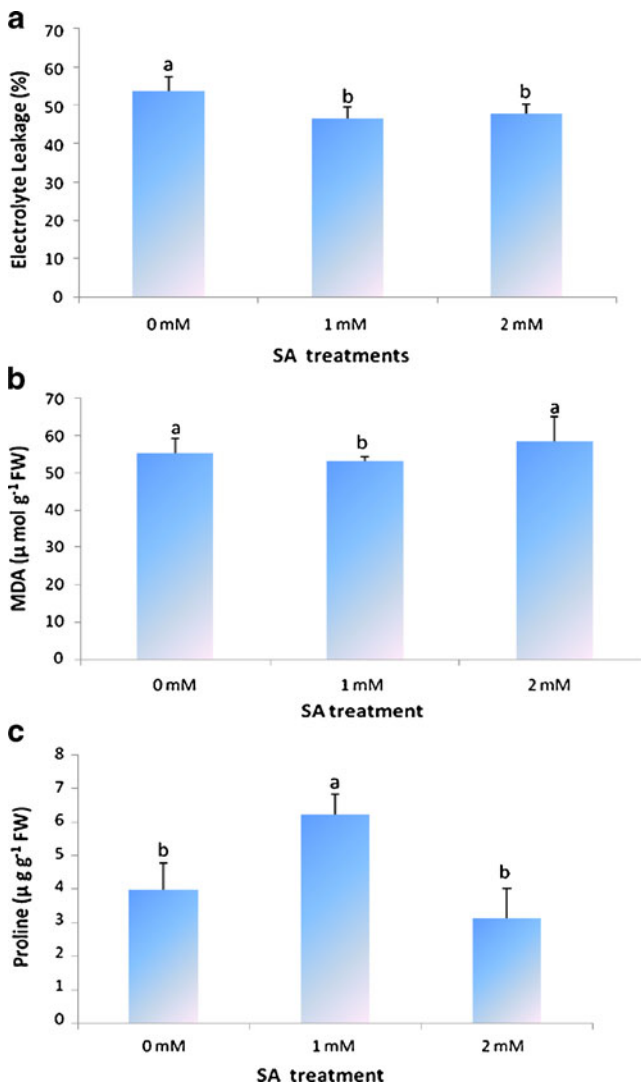 a
70
60
50
40
30
20
10
0
Electrolyte Leakage (%)
a
b
b
0 mM
1 mM
2 mM
SA treatments
b
70
60
50
40
30
20
10
0
MDA (µ mol g⁻¹ FW)
a
b
a
0 mM
1 mM
2 mM
SA treatment
c
8
7
6
5
4
3
2
1
0
Proline (µ g g⁻¹ FW)
b
a
b
0 mM
1 mM
2 mM
SA treatment